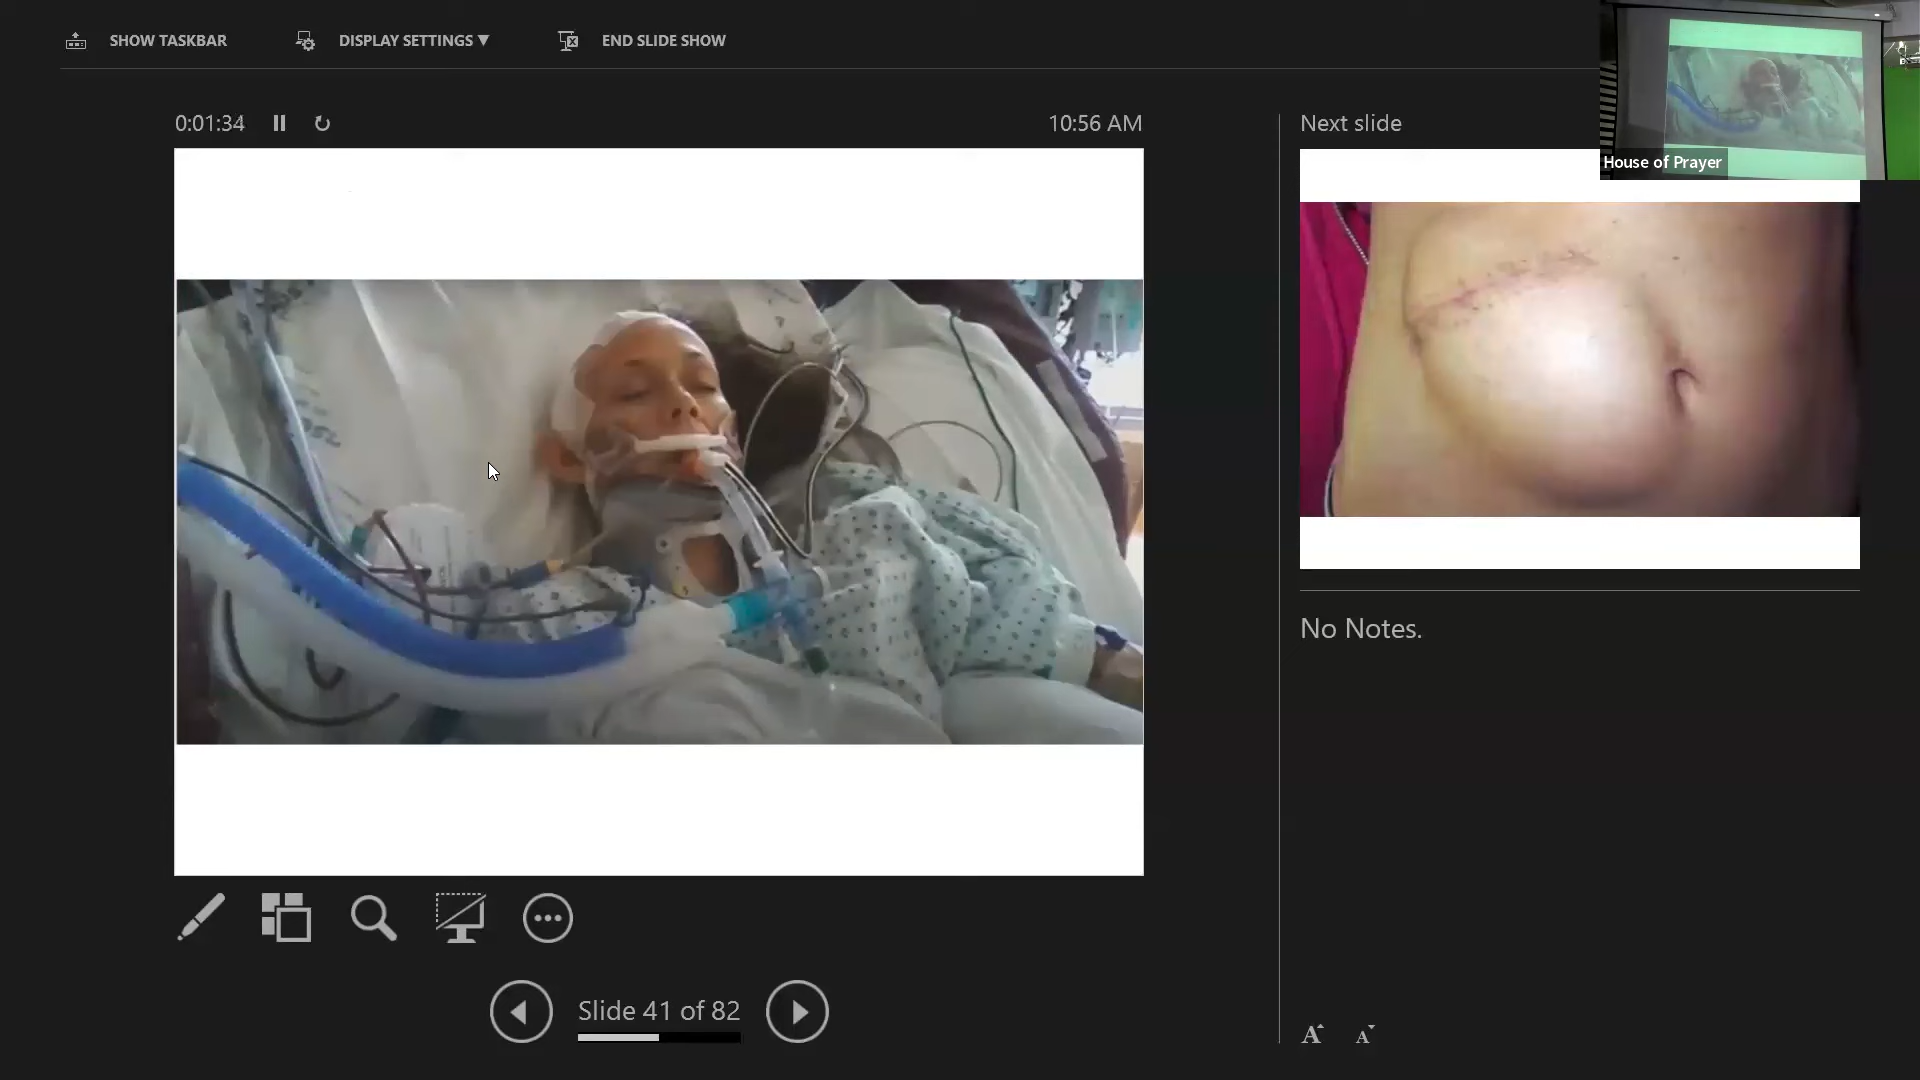 SHOW TASKBAR
DISPLAY SETTINGS ▼
END SLIDE SHOW
0:01:34
10:56 AM
Next slide
House of Prayer
No Notes.
Slide 41 of 82
A A